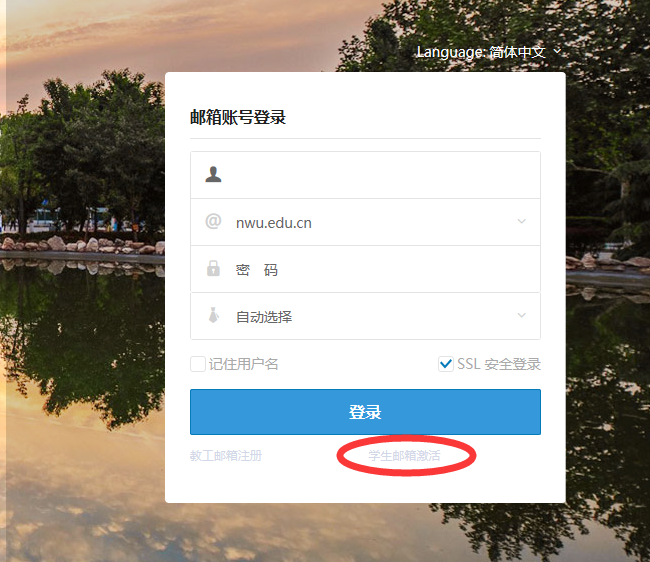 Language: 简体中文
邮箱账号登录
nwu.edu.cn
密 码
自动选择
记住用户名 SSL 安全登录
登录
教工邮箱注册 学生邮箱激活